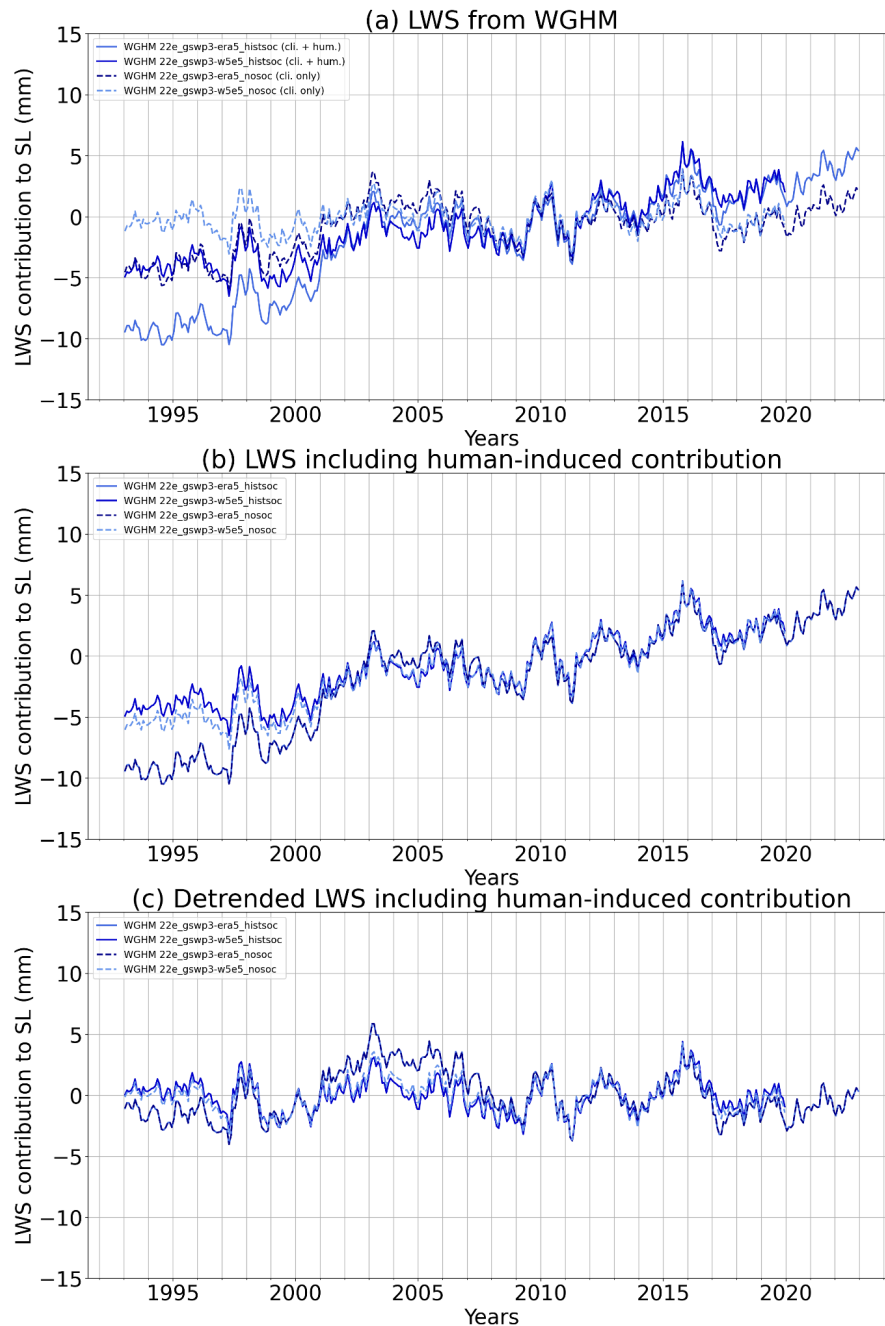 (a) LWS from WGHM
WGHM 22e_gswp3-era5_histsoc (cli. + hum.)
WGHM 22e_gswp3-w5e5_histsoc (cli. + hum.)
WGHM 22e_gswp3-era5_nosoc (cli. only)
WGHM 22e_gswp3-w5e5_nosoc (cli. only)
LWS contribution to SL (mm)
15
10
5
0
−5
−10
−15
1995 2000 2005 2010 2015 2020
Years
(b) LWS including human-induced contribution
WGHM 22e_gswp3-era5_histsoc
WGHM 22e_gswp3-w5e5_histsoc
WGHM 22e_gswp3-era5_nosoc
WGHM 22e_gswp3-w5e5_nosoc
LWS contribution to SL (mm)
15
10
5
0
−5
−10
−15
1995 2000 2005 2010 2015 2020
Years
(c) Detrended LWS including human-induced contribution
WGHM 22e_gswp3-era5_histsoc
WGHM 22e_gswp3-w5e5_histsoc
WGHM 22e_gswp3-era5_nosoc
WGHM 22e_gswp3-w5e5_nosoc
LWS contribution to SL (mm)
15
10
5
0
−5
−10
−15
1995 2000 2005 2010 2015 2020
Years